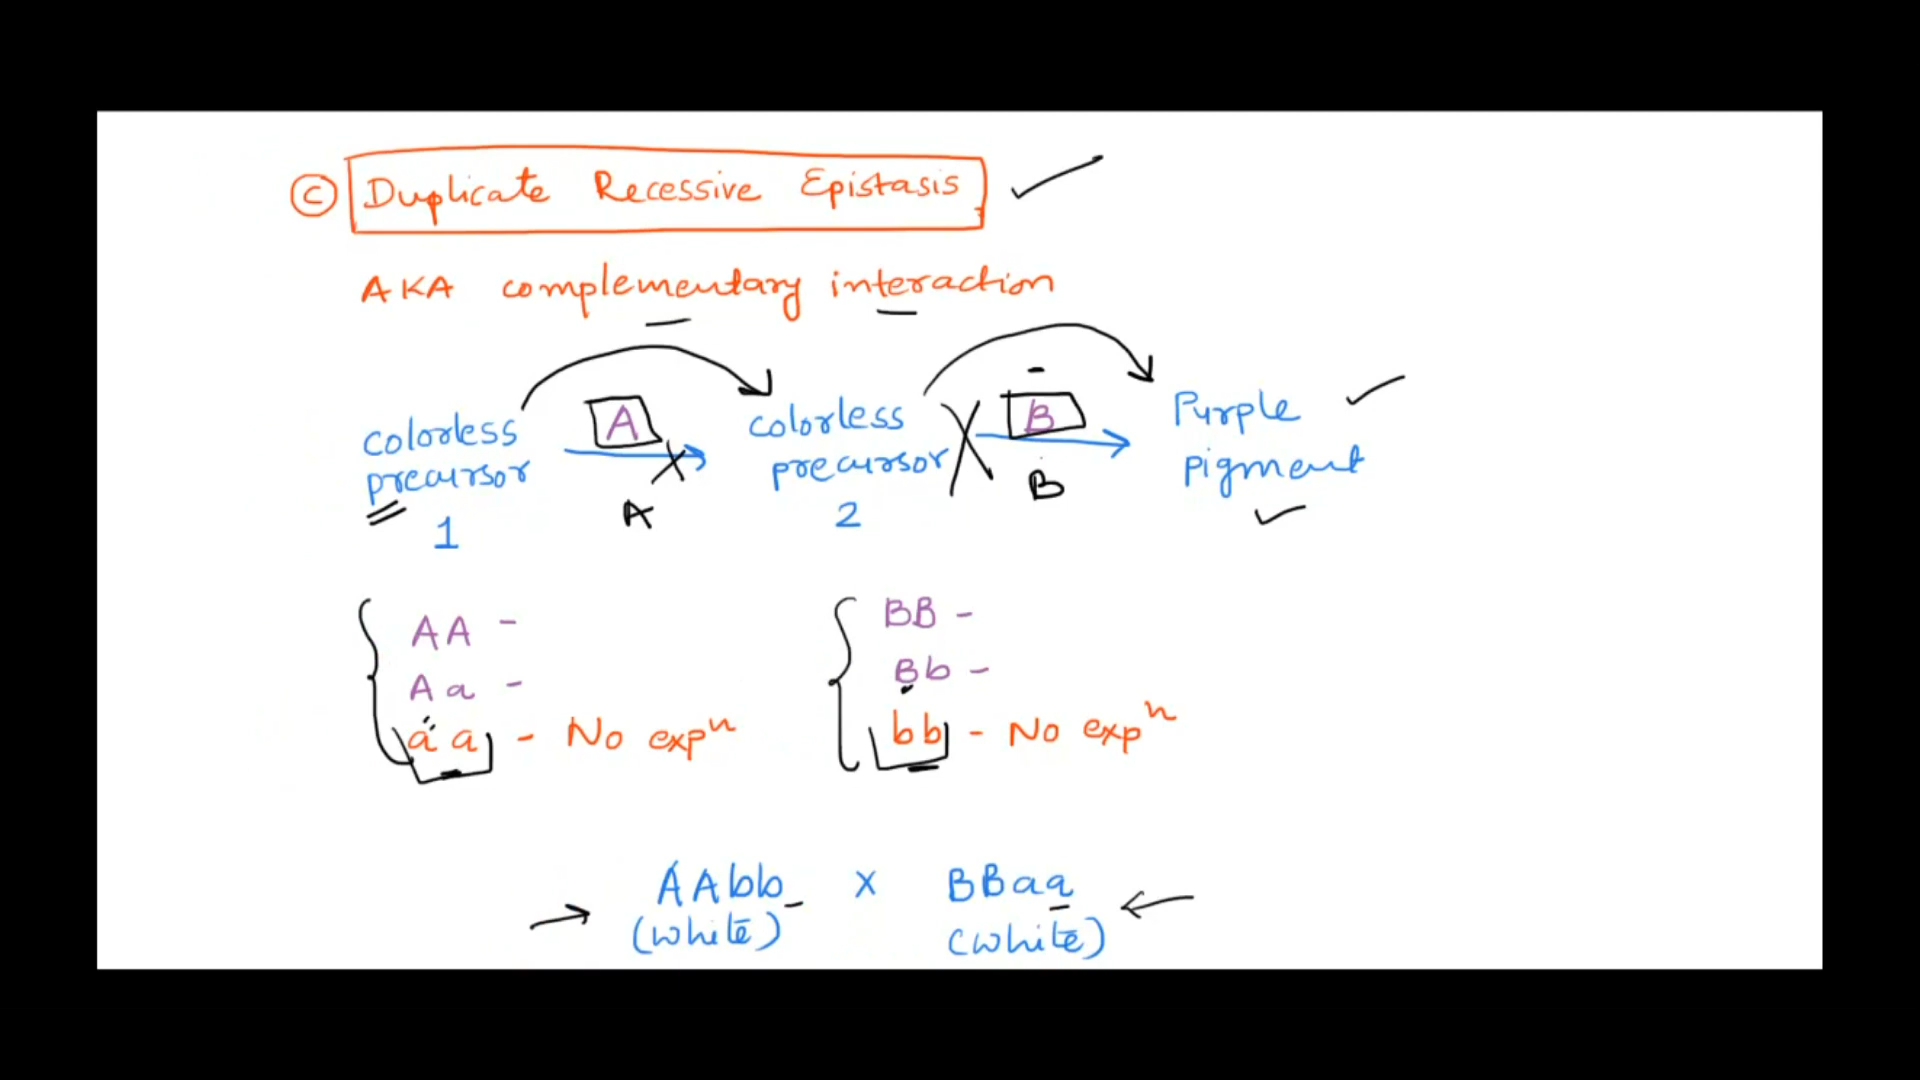 © Duplicate Recessive Epistasis
AKA complementary interaction
colorless precursor 1
A
A
colorless precursor 2
B
B
Purple pigment
AA -
Aa -
aa - No expⁿ
BB -
Bb -
bb - No expⁿ
AAbb x BBaa
(white) (white)